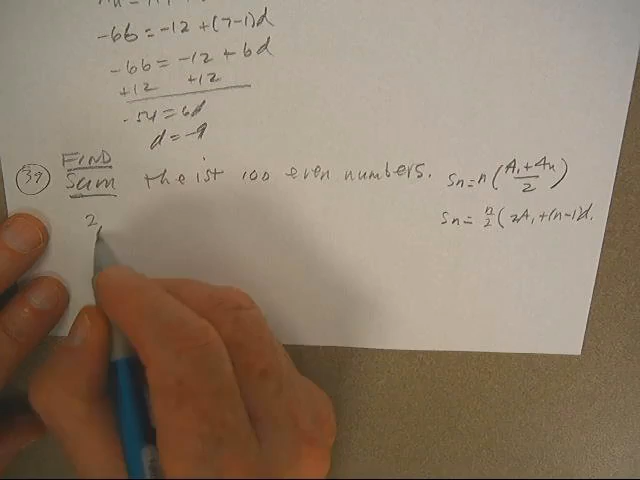 -66 = -12 + (7-1)d
-66 = -12 + 6d
+12 +12
-54 = 6d
d = -9
39 FIND
Sum the 1st 100 even numbers. Sn = n(A1 + An / 2)
Sn = n/2 (2A1 + (n-1)d.
2,